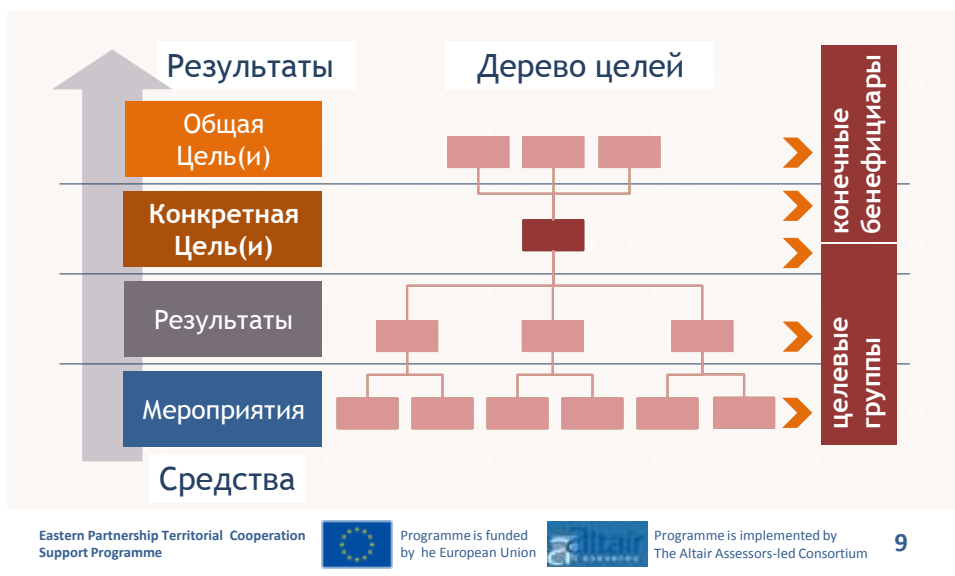 Результаты
Дерево целей
Общая
Цель(и)
Конкретная
Цель(и)
Результаты
Мероприятия
Средства
конечные
бенефициары
целевые
группы
Eastern Partnership Territorial Cooperation
Support Programme
Programme is funded
by he European Union
altair
Programme is implemented by
The Altair Assessors-led Consortium
9